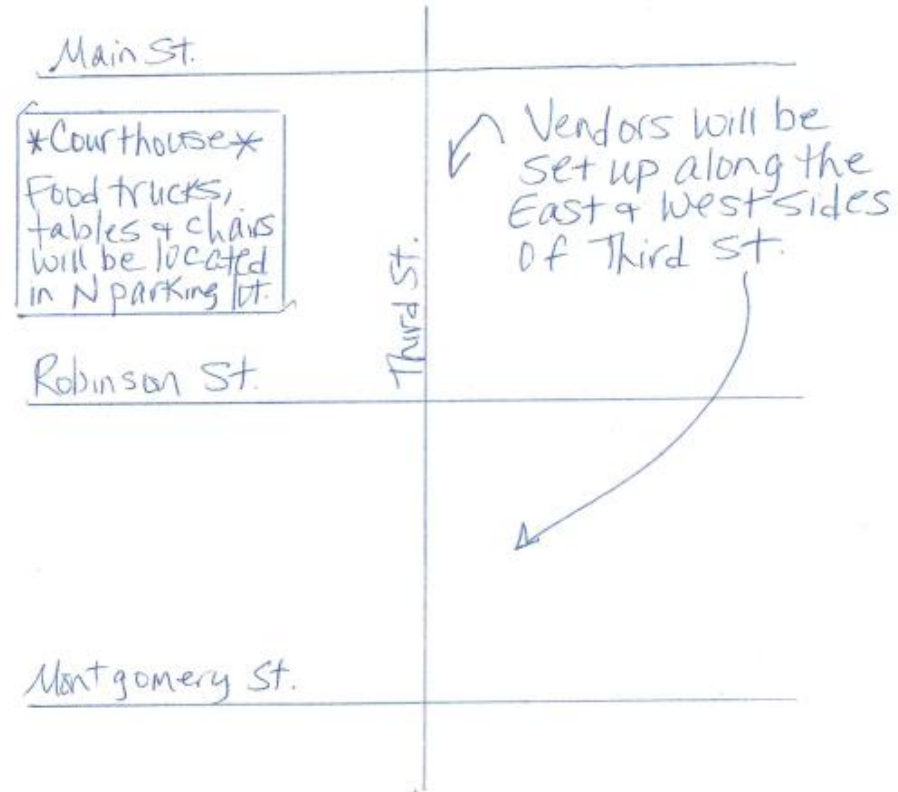 Main St.
*Courthouse*
Food trucks,
tables & chairs
will be located
in N parking lot.
Vendors will be
set up along the
East & West sides
of Third St.
Third St.
Robinson St.
Montgomery St.